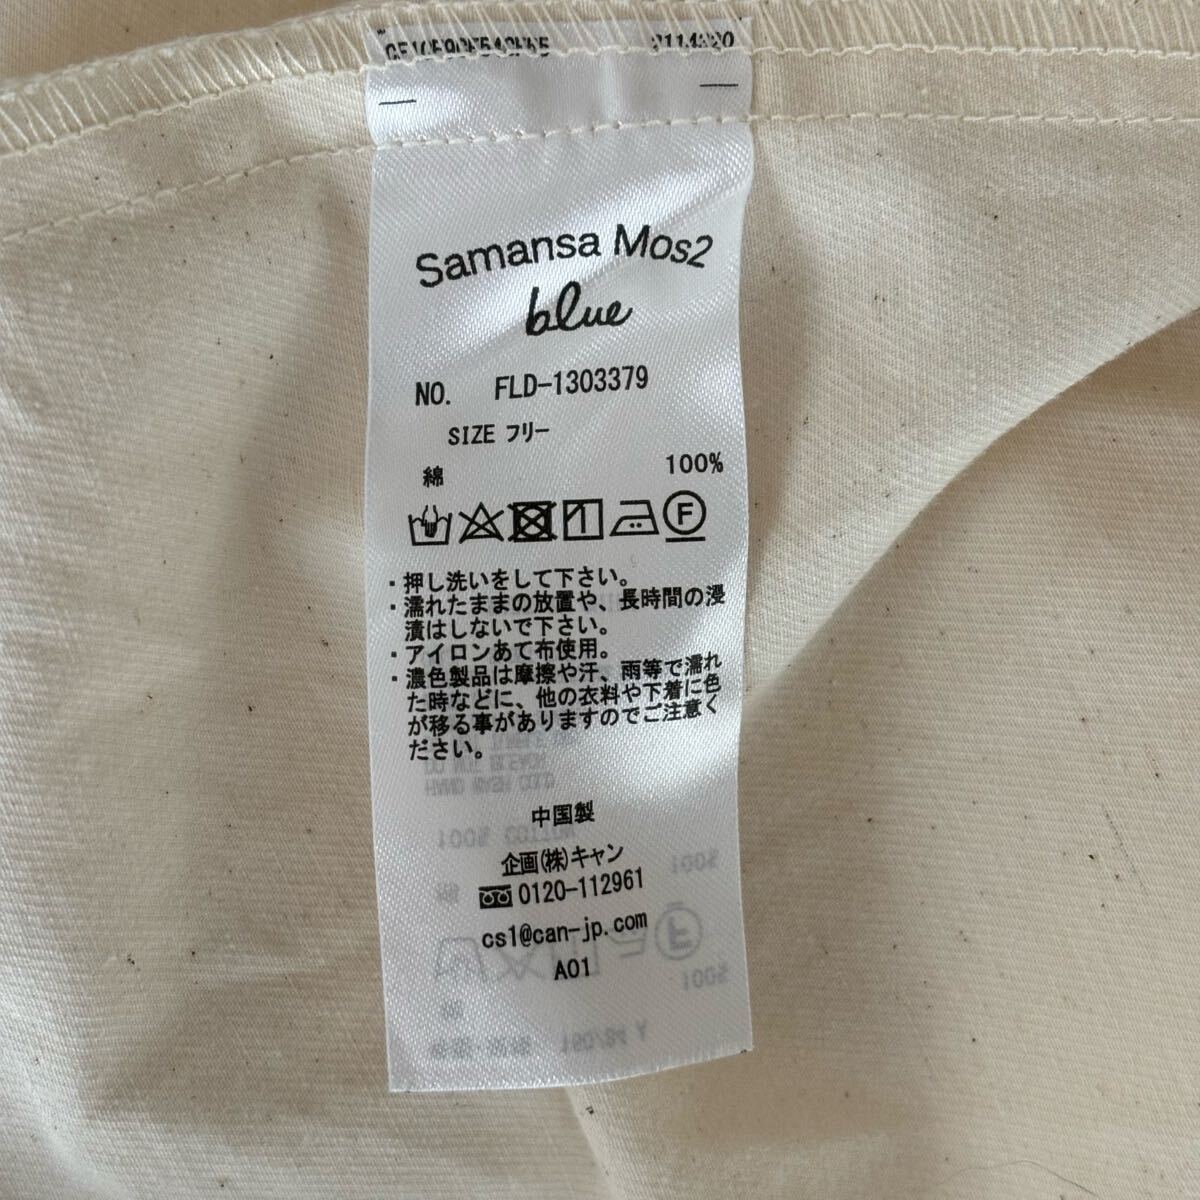 Samansa Mos2
blue
NO. FLD-1303379
SIZE フリー
綿 100%
F
・押し洗いをして下さい。
・濡れたままの放置や、長時間の浸
漬はしないで下さい。
・アイロンあて布使用。
・濃色製品は摩擦や汗、雨等で濡れ
た時などに、他の衣料や下着に色
が移る事がありますのでご注意く
ださい。
中国製
企画(株)キャン
0120-112961
cs1@can-jp.com
A01